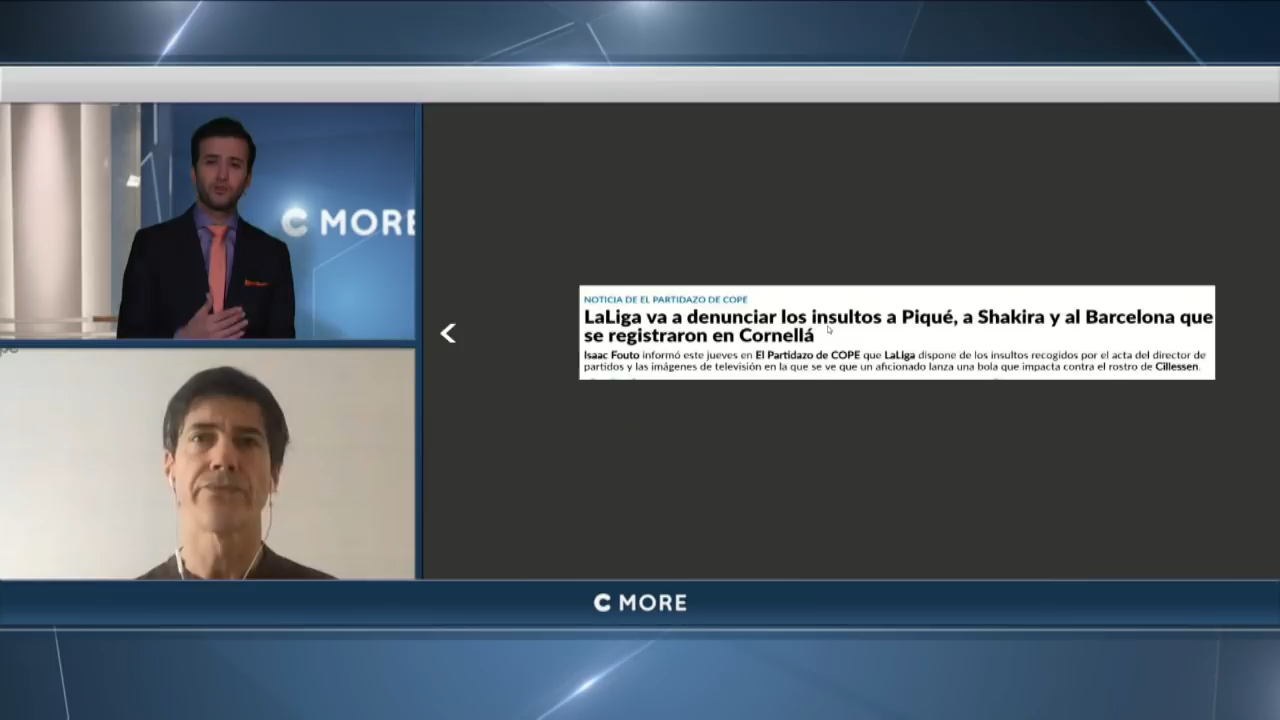 C MORE
NOTICIA DE EL PARTIDAZO DE COPE
LaLiga va a denunciar los insultos a Piqué, a Shakira y al Barcelona que
se registraron en Cornellá
Isaac Fouto informó este jueves en El Partidazo de COPE que LaLiga dispone de los insultos recogidos por el acta del director de
partidos y las imágenes de televisión en la que se ve que un aficionado lanza una bola que impacta contra el rostro de Cillessen.
C MORE